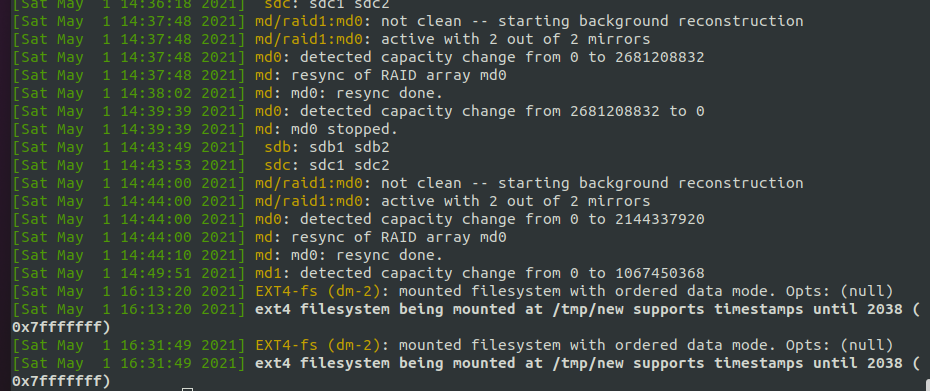 [Sat May  1 14:36:18 2021]  sdc: sdc1 sdc2
[Sat May  1 14:37:48 2021] md/raid1:md0: not clean -- starting background reconstruction
[Sat May  1 14:37:48 2021] md/raid1:md0: active with 2 out of 2 mirrors
[Sat May  1 14:37:48 2021] md0: detected capacity change from 0 to 2681208832
[Sat May  1 14:37:48 2021] md: resync of RAID array md0
[Sat May  1 14:38:02 2021] md: md0: resync done.
[Sat May  1 14:39:39 2021] md0: detected capacity change from 2681208832 to 0
[Sat May  1 14:39:39 2021] md: md0 stopped.
[Sat May  1 14:43:49 2021]  sdb: sdb1 sdb2
[Sat May  1 14:43:53 2021]  sdc: sdc1 sdc2
[Sat May  1 14:44:00 2021] md/raid1:md0: not clean -- starting background reconstruction
[Sat May  1 14:44:00 2021] md/raid1:md0: active with 2 out of 2 mirrors
[Sat May  1 14:44:00 2021] md0: detected capacity change from 0 to 2144337920
[Sat May  1 14:44:00 2021] md: resync of RAID array md0
[Sat May  1 14:44:10 2021] md: md0: resync done.
[Sat May  1 14:49:51 2021] md1: detected capacity change from 0 to 1067450368
[Sat May  1 16:13:20 2021] EXT4-fs (dm-2): mounted filesystem with ordered data mode. Opts: (null)
[Sat May  1 16:13:20 2021] ext4 filesystem being mounted at /tmp/new supports timestamps until 2038 (
0x7fffffff)
[Sat May  1 16:31:49 2021] EXT4-fs (dm-2): mounted filesystem with ordered data mode. Opts: (null)
[Sat May  1 16:31:49 2021] ext4 filesystem being mounted at /tmp/new supports timestamps until 2038 (
0x7fffffff)